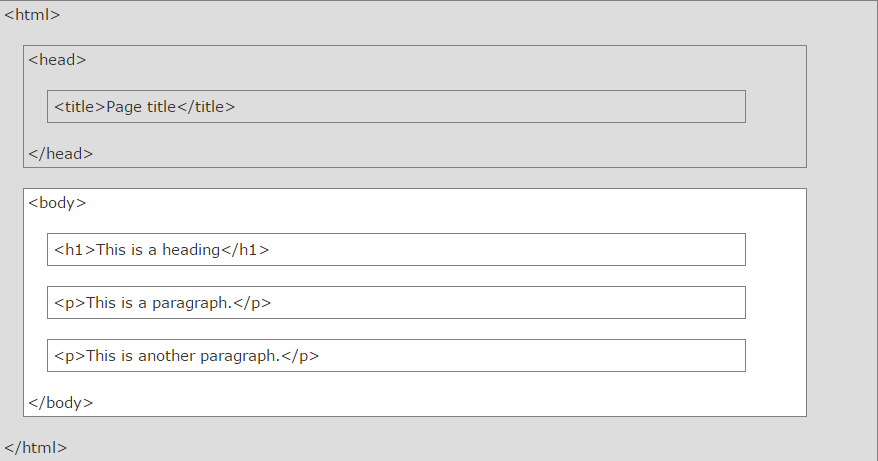 <html>
<head>
<title>Page title</title>
</head>
<body>
<h1>This is a heading</h1>
<p>This is a paragraph.</p>
<p>This is another paragraph.</p>
</body>
</html>